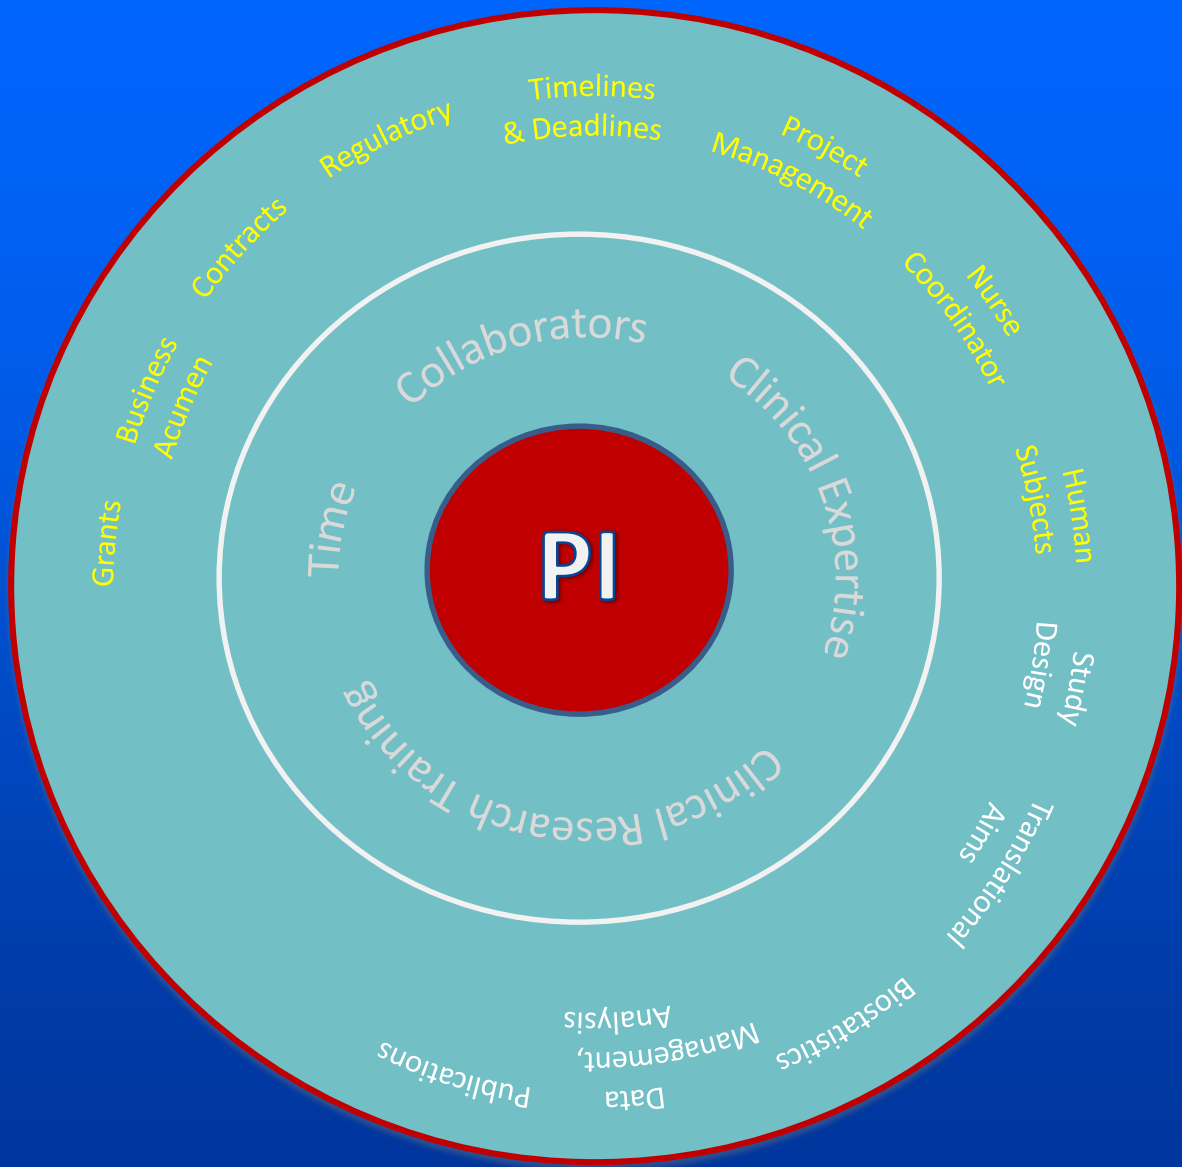 Timelines
& Deadlines
Project
Management
Nurse
Coordinator
Human
Subjects
Study
Design
Translational
Aims
Biostatistics
Data
Management,
Analysis
Publications
Grants
Business
Acumen
Contracts
Regulatory
Collaborators
Clinical Expertise
Clinical Research Training
Time
PI